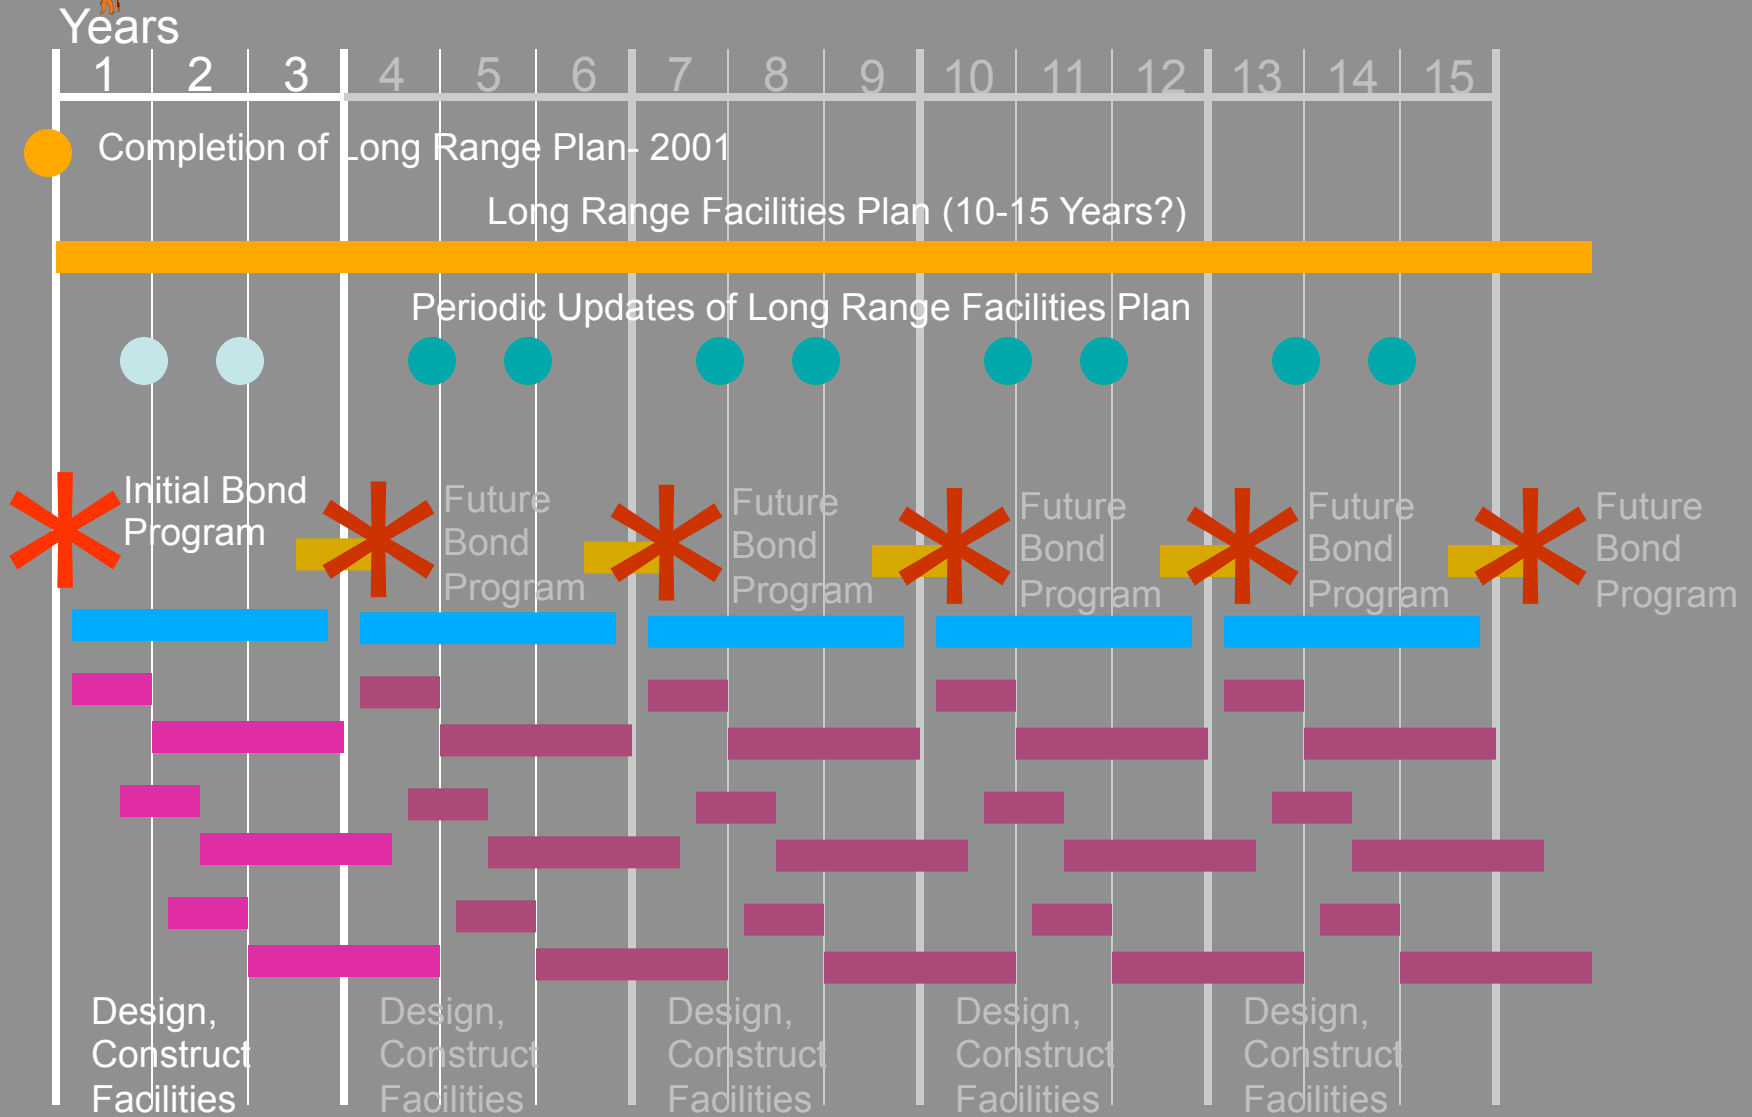 Years
1 2 3 4 5 6 7 8 9 10 11 12 13 14 15
Completion of Long Range Plan- 2001
Long Range Facilities Plan (10-15 Years?)
Periodic Updates of Long Range Facilities Plan
Initial Bond
Program
Future
Bond
Program
Future
Bond
Program
Future
Bond
Program
Future
Bond
Program
Future
Bond
Program
Design,
Construct
Facilities
Design,
Construct
Facilities
Design,
Construct
Facilities
Design,
Construct
Facilities
Design,
Construct
Facilities